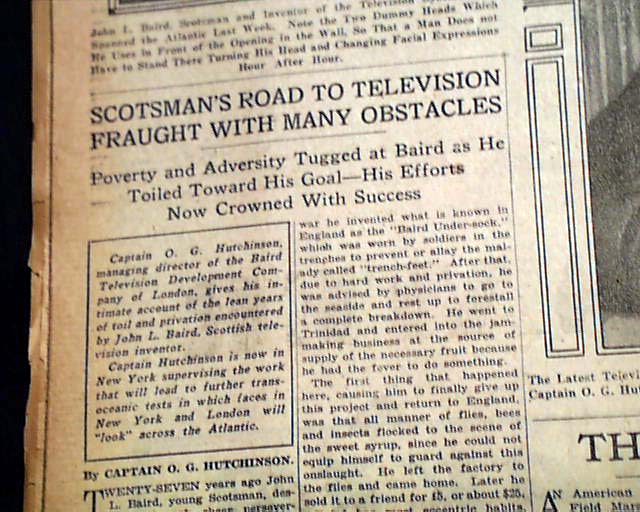 John L. Baird, Scotsman and Inventor of the Television
Spanned the Atlantic Last Week. Note the Two Dummy Heads Which
He Uses in Front of the Opening in the Wall, So That a Man Does not
Have to Stand There Turning His Head and Changing Facial Expressions
Hour After Hour.
SCOTSMAN'S ROAD TO TELEVISION
FRAUGHT WITH MANY OBSTACLES
Poverty and Adversity Tugged at Baird as He
Toiled Toward His Goal—His Efforts
Now Crowned With Success
Captain O. G. Hutchinson,
managing director of the Baird
Television Development Com-
pany of London, gives his in-
timate account of the lean years
of toil and privation encountered
by John L. Baird, Scottish tele-
vision inventor.
Captain Hutchinson is now in
New York supervising the work
that will lead to further trans-
oceanic tests in which faces in
New York and London will
"look" across the Atlantic.
By CAPTAIN O. G. HUTCHINSON.
TWENTY-SEVEN years ago John
L. Baird, young Scotsman, des-
war he invented what is known in
England as the "Baird Under-sock,"
which was worn by soldiers in the
trenches to prevent or allay the mal-
ady called "trench-feet." After that,
due to hard work and privation, he
was advised by physicians to go to
the seaside and rest up to forestall
a complete breakdown. He went to
Trinidad and entered into the jam-
making business at the source of
supply of the necessary fruit because
he had the fever to do something.
The first thing that happened
here, causing him to finally give up
this project and return to England,
was that all manner of flies, bees
and insects flocked to the scene of
the sweet syrup, since he could not
equip himself to guard against this
onslaught. He left the factory to
the flies and came home. Later he
sold it to a friend for £5, or about $25.
eccentric habits,
The Latest Televi
Captain O. G. Hu
TH
AN American
Field Mar